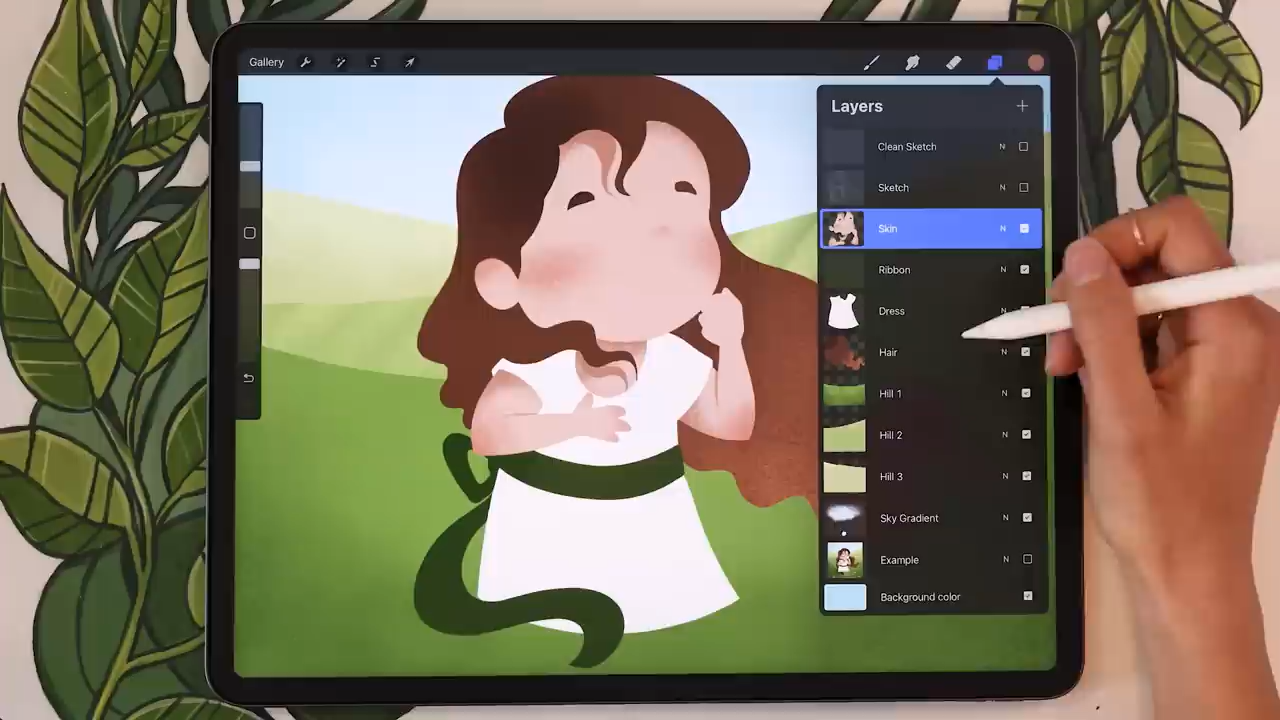 Gallery
Layers
Clean Sketch N
Sketch N
Skin N
Ribbon N
Dress N
Hair N
Hill 1 N
Hill 2 N
Hill 3 N
Sky Gradient N
Example N
Background color